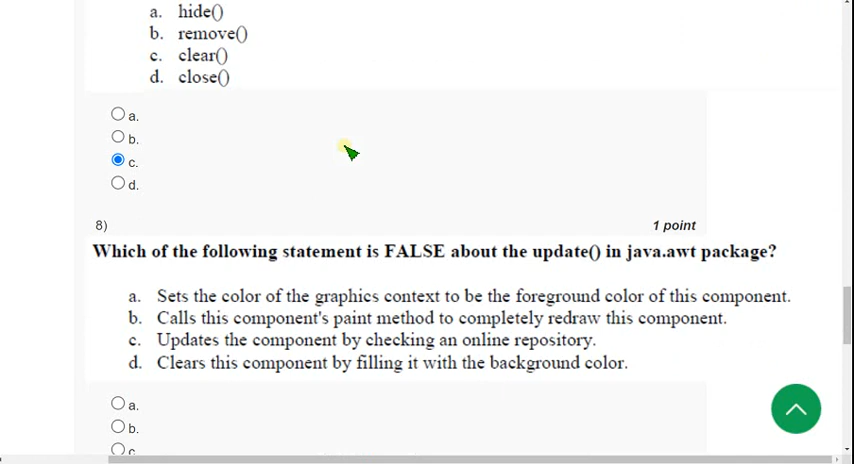 a. hide()
b. remove()
c. clear()
d. close()
a.
b.
c.
d.
8)
1 point
Which of the following statement is FALSE about the update() in java.awt package?
a. Sets the color of the graphics context to be the foreground color of this component.
b. Calls this component's paint method to completely redraw this component.
c. Updates the component by checking an online repository.
d. Clears this component by filling it with the background color.
a.
b.
c